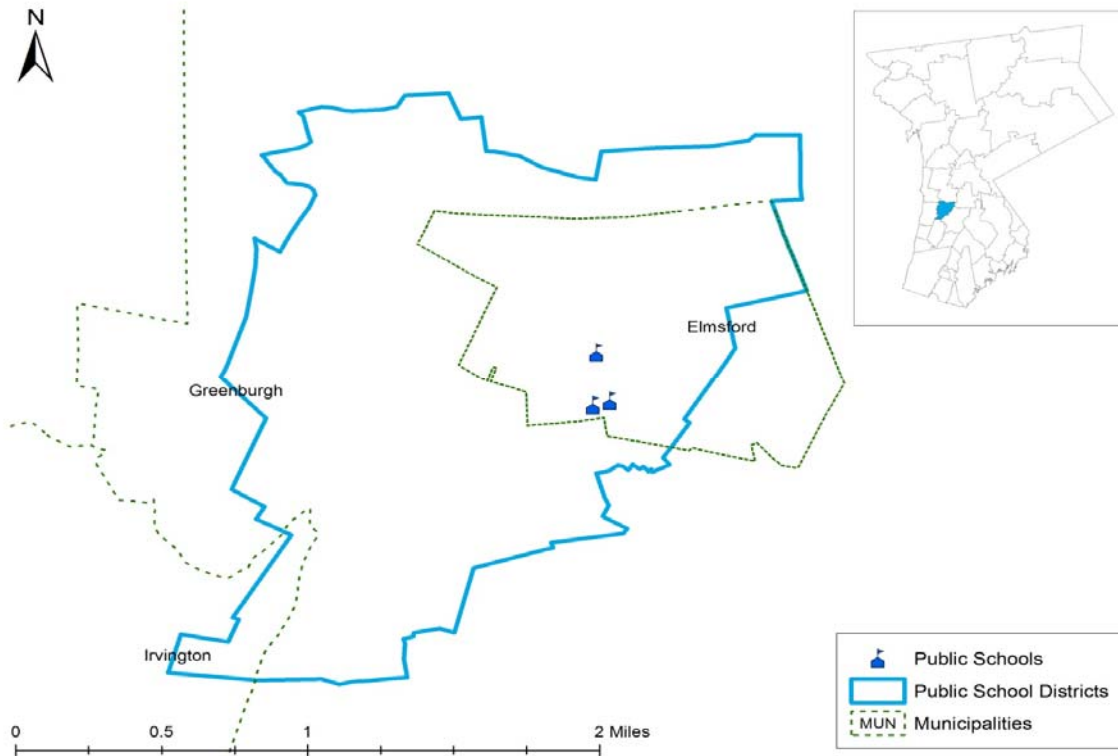 N
Elmsford
Greenburgh
Irvington
Public Schools
Public School Districts
MUN Municipalities
0 0.5 1 2 Miles